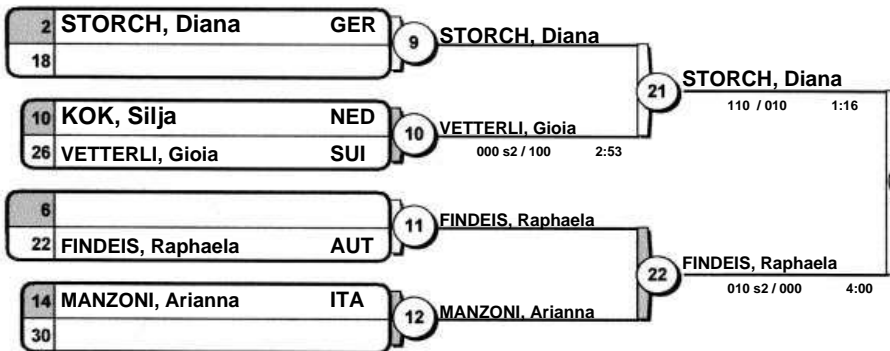 2 STORCH, Diana GER
18
9 STORCH, Diana
10 KOK, Silja NED
26 VETTERLI, Gioia SUI
10 VETTERLI, Gioia
000 s2 / 100 2:53
21 STORCH, Diana
110 / 010 1:16
6
22 FINDEIS, Raphaela AUT
11 FINDEIS, Raphaela
14 MANZONI, Arianna ITA
30
12 MANZONI, Arianna
22 FINDEIS, Raphaela
010 s2 / 000 4:00